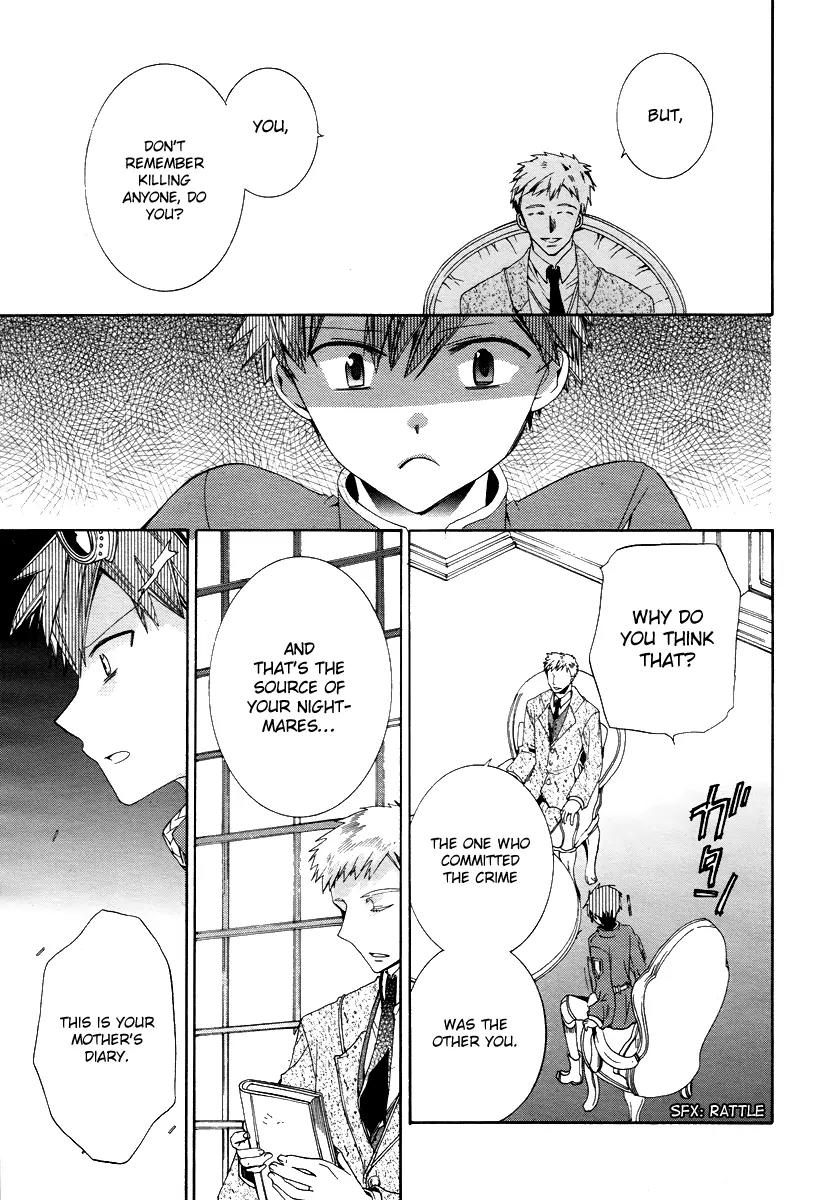 BUT,
YOU,
DON'T
REMEMBER
KILLING
ANYONE, DO
YOU?
WHY DO
YOU THINK
THAT?
ガタン
SFX: RATTLE
THE ONE WHO
COMMITTED
THE CRIME
WAS THE
OTHER YOU.
AND
THAT'S THE
SOURCE OF
YOUR NIGHT-
MARES...
THIS IS YOUR
MOTHER'S
DIARY.